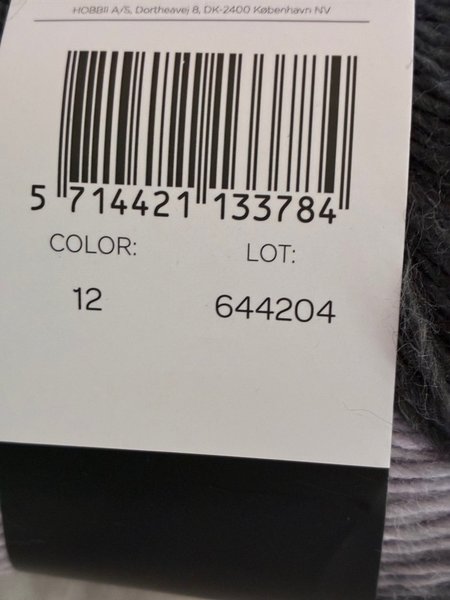 HOBBII A/S, Dortheavej 8, DK-2400 København NV
5 714421 133784
COLOR: LOT:
12 644204